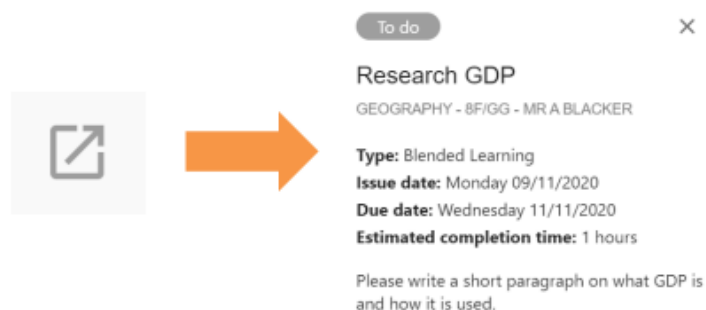 To do
Research GDP
GEOGRAPHY - 8F/GG - MR A BLACKER
Type: Blended Learning
Issue date: Monday 09/11/2020
Due date: Wednesday 11/11/2020
Estimated completion time: 1 hours
Please write a short paragraph on what GDP is
and how it is used.